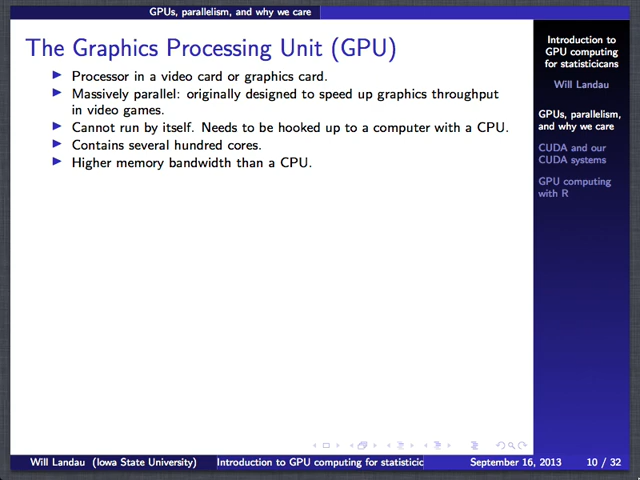 GPUs, parallelism, and why we care
The Graphics Processing Unit (GPU)
Processor in a video card or graphics card.
Massively parallel: originally designed to speed up graphics throughput
in video games.
Cannot run by itself. Needs to be hooked up to a computer with a CPU.
Contains several hundred cores.
Higher memory bandwidth than a CPU.
Introduction to
GPU computing
for statisticicans
Will Landau
GPUs, parallelism,
and why we care
CUDA and our
CUDA systems
GPU computing
with R
Will Landau (Iowa State University)
Introduction to GPU computing for statisticic
September 16, 2013
10 / 32